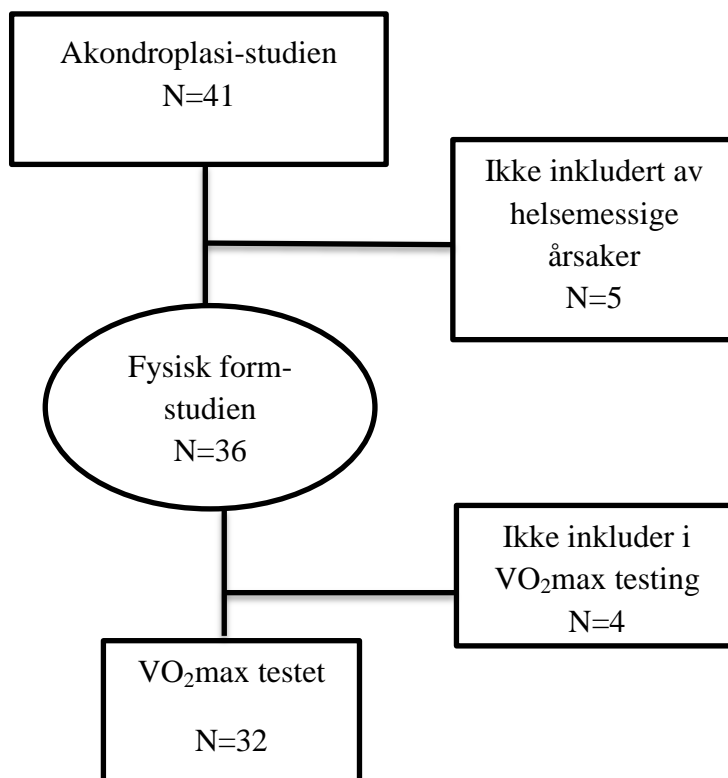 Akondroplasi-studien
N=41
Ikke inkludert av
helsemessige
årsaker
N=5
Fysisk form-
studien
N=36
Ikke inkluder i
VO₂max testing
N=4
VO₂max testet
N=32